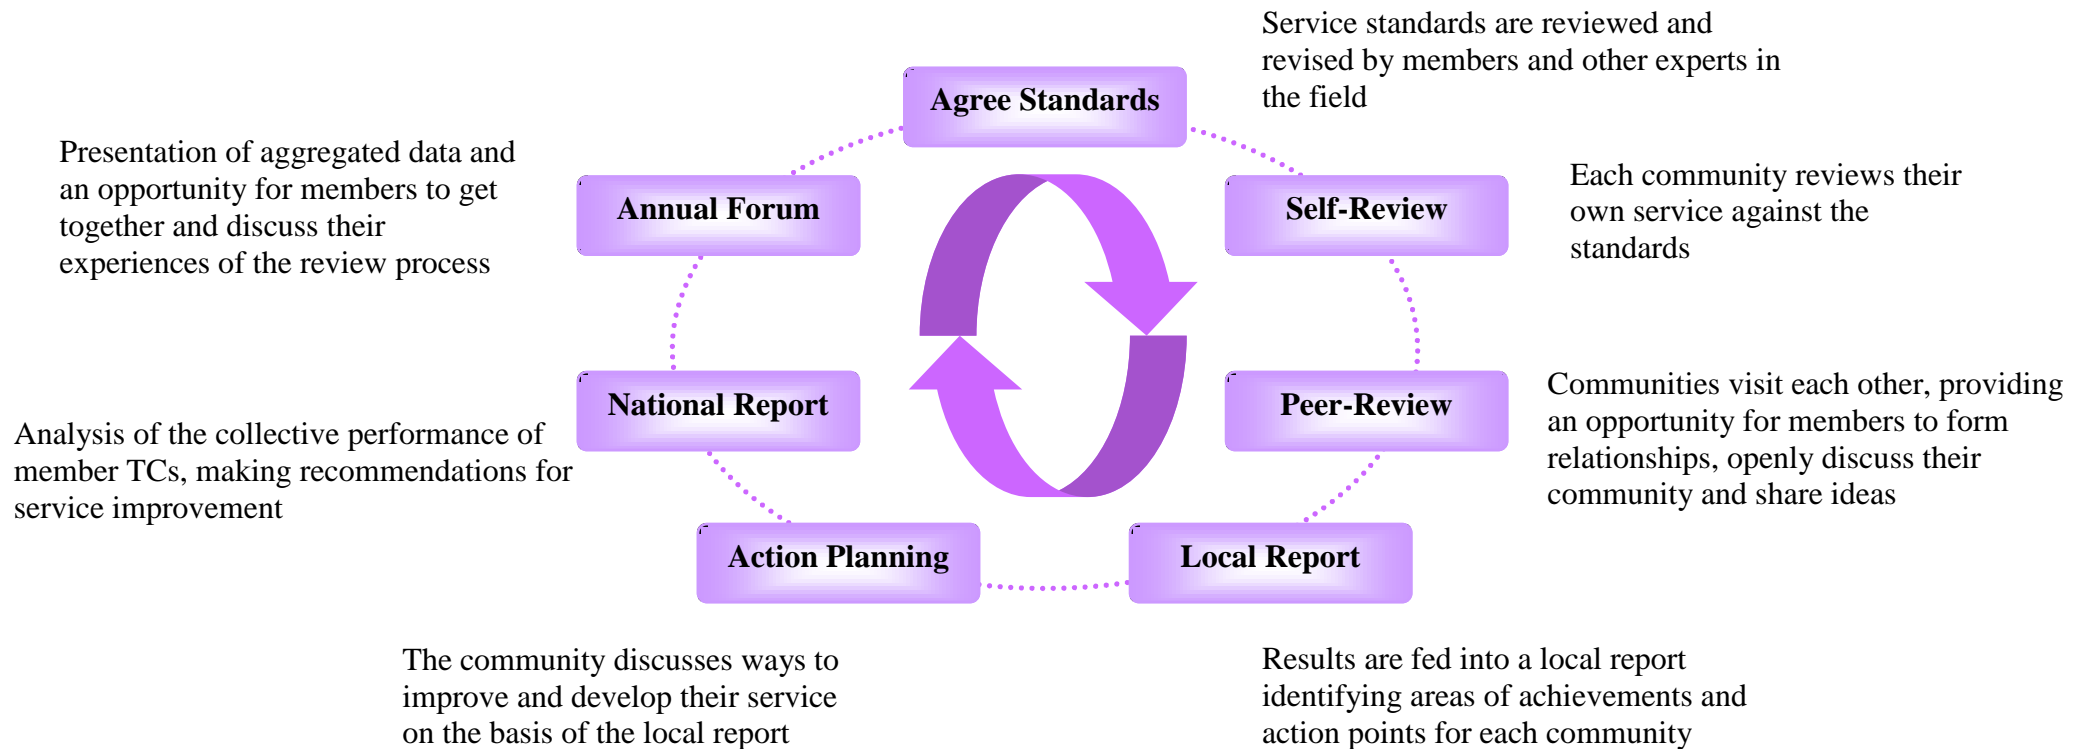 Agree Standards
Service standards are reviewed and
revised by members and other experts in
the field
Self-Review
Each community reviews their
own service against the
standards
Peer-Review
Communities visit each other, providing
an opportunity for members to form
relationships, openly discuss their
community and share ideas
Local Report
Results are fed into a local report
identifying areas of achievements and
action points for each community
Action Planning
The community discusses ways to
improve and develop their service
on the basis of the local report
National Report
Analysis of the collective performance of
member TCs, making recommendations for
service improvement
Annual Forum
Presentation of aggregated data and
an opportunity for members to get
together and discuss their
experiences of the review process